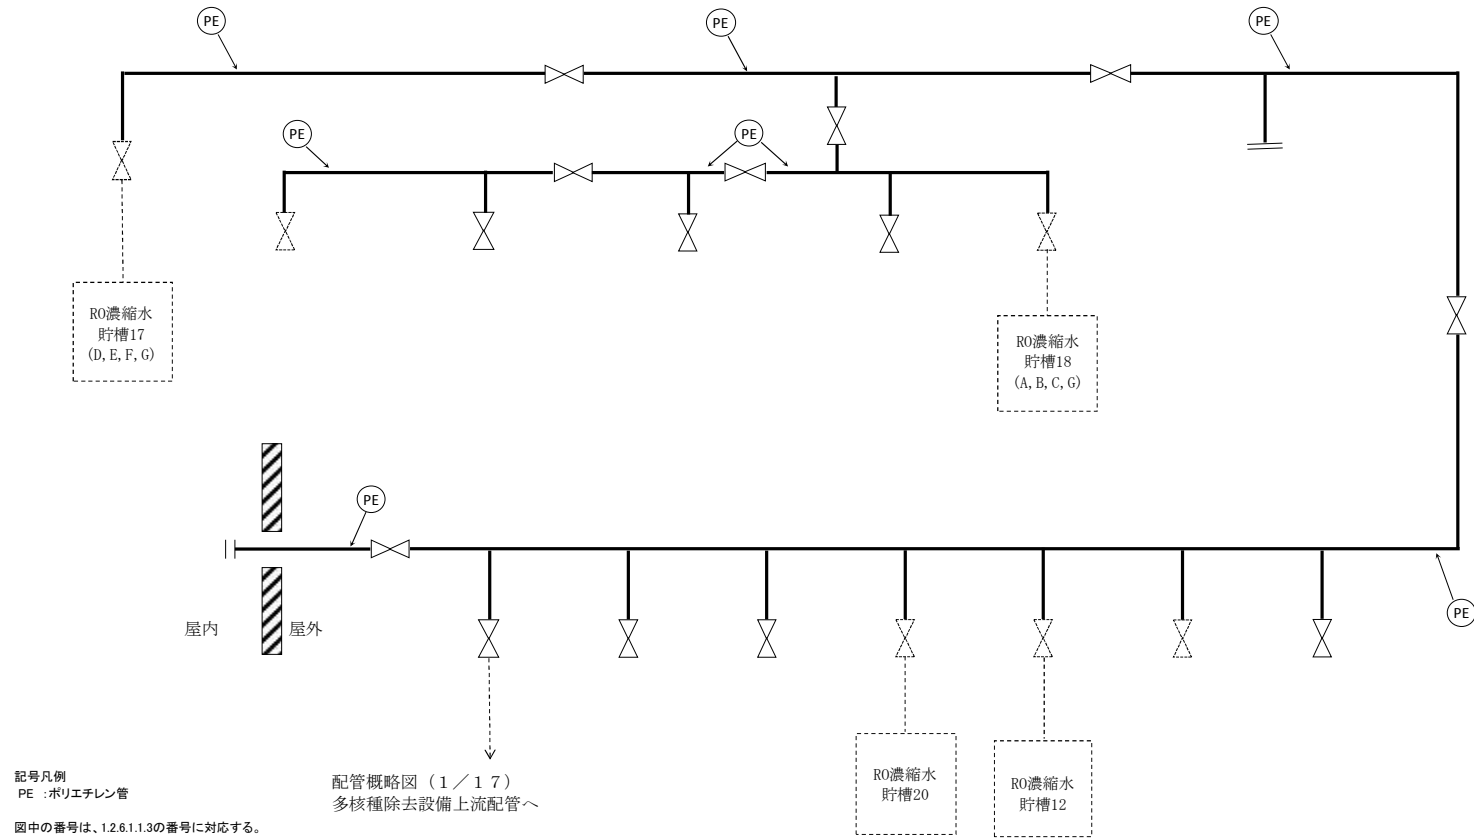 PE
PE
PE
PE
PE
RO濃縮水
貯槽17
(D, E, F, G)
RO濃縮水
貯槽18
(A, B, C, G)
PE
屋内
屋外
PE
配管概略図（１／１７）
多核種除去設備上流配管へ
RO濃縮水
貯槽20
RO濃縮水
貯槽12
記号凡例
PE ：ポリエチレン管
図中の番号は、1.2.6.1.1.3の番号に対応する。